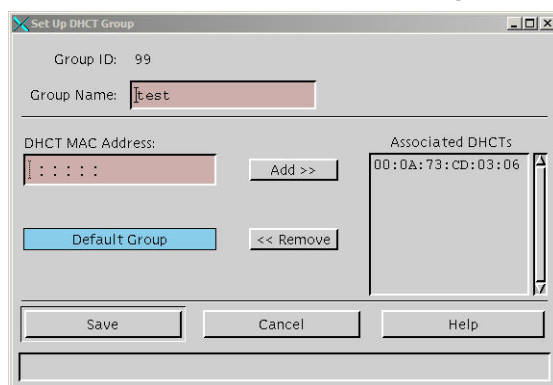 Set Up DHCT Group
Group ID: 99
Group Name: test
DHCT MAC Address:
: : : : :
Add >>
Associated DHCTs
00:0A:73:CD:03:06
Default Group
<< Remove
Save
Cancel
Help